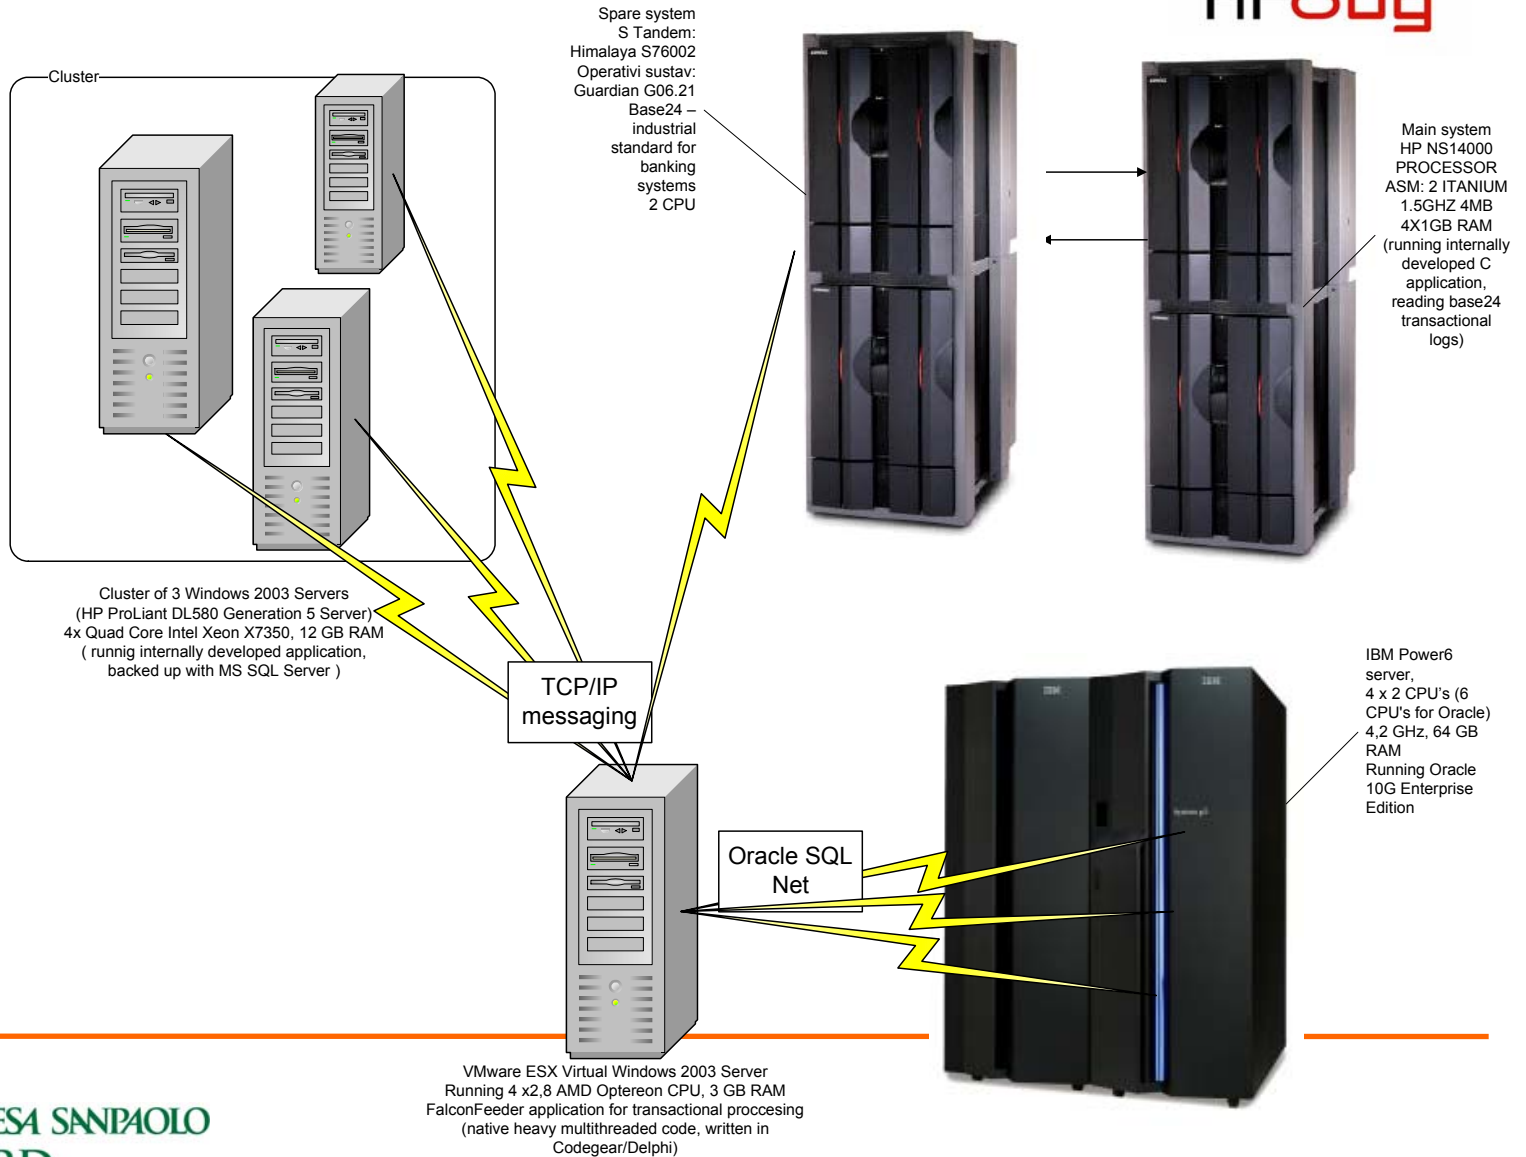 Spare system
S Tandem:
Himalaya S76002
Operativi sustav:
Guardian G06.21
Base24 –
industrial
standard for
banking
systems
2 CPU
Cluster
Main system
HP NS14000
PROCESSOR
ASM: 2 ITANIUM
1.5GHZ 4MB
4X1GB RAM
(running internally
developed C
application,
reading base24
transactional
logs)
Cluster of 3 Windows 2003 Servers
(HP ProLiant DL580 Generation 5 Server)
4x Quad Core Intel Xeon X7350, 12 GB RAM
( runnig internally developed application,
backed up with MS SQL Server )
TCP/IP
messaging
IBM Power6
server,
4 x 2 CPU's (6
CPU's for Oracle)
4,2 GHz, 64 GB
RAM
Running Oracle
10G Enterprise
Edition
IBM
IBM
Oracle SQL
Net
VMware ESX Virtual Windows 2003 Server
Running 4 x2,8 AMD Optereon CPU, 3 GB RAM
FalconFeeder application for transactional proccesing
(native heavy multithreaded code, written in
Codegear/Delphi)
ESA SANPAOLO